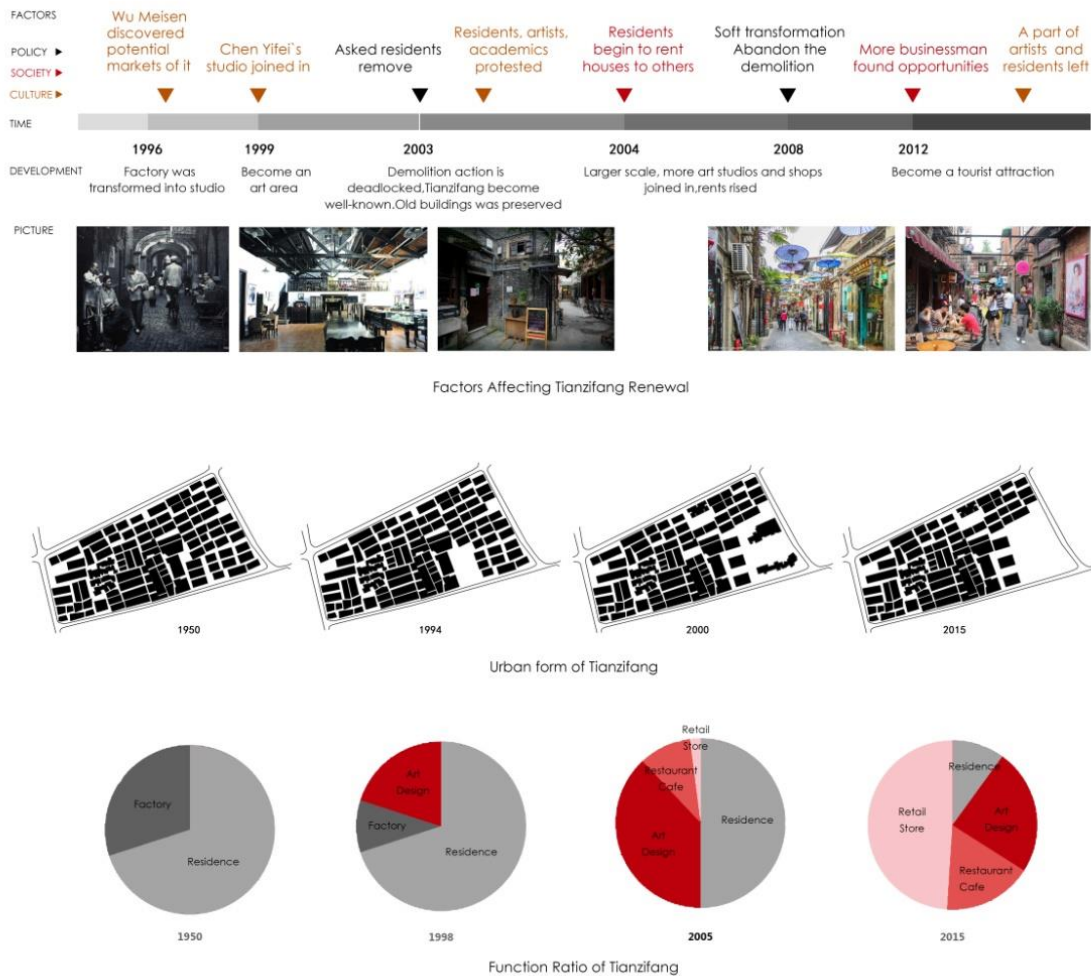 FACTORS
POLICY
SOCIETY
CULTURE
Wu Meisen
discovered
potential
markets of it
Chen Yifei`s
studio joined in
Asked residents
remove
Residents, artists,
academics
protested
Residents
begin to rent
houses to others
Soft transformation
Abandon the
demolition
More businessman
found opportunities
A part of
artists and
residents left
TIME
1996
1999
2003
2004
2008
2012
DEVELOPMENT
Factory was
transformed into studio
Become an
art area
Demolition action is
deadlocked,Tianzifang become
well-known.Old buildings was preserved
Larger scale, more art studios and shops
joined in,rents rised
Become a tourist attraction
PICTURE
Factors Affecting Tianzifang Renewal
1950
1994
2000
2015
Urban form of Tianzifang
Factory
Residence
1950
Art
Design
Factory
Residence
1998
Retail
Store
Restaurant
Cafe
Art
Design
Residence
2005
Residence
Retail
Store
Art
Design
Restaurant
Cafe
2015
Function Ratio of Tianzifang